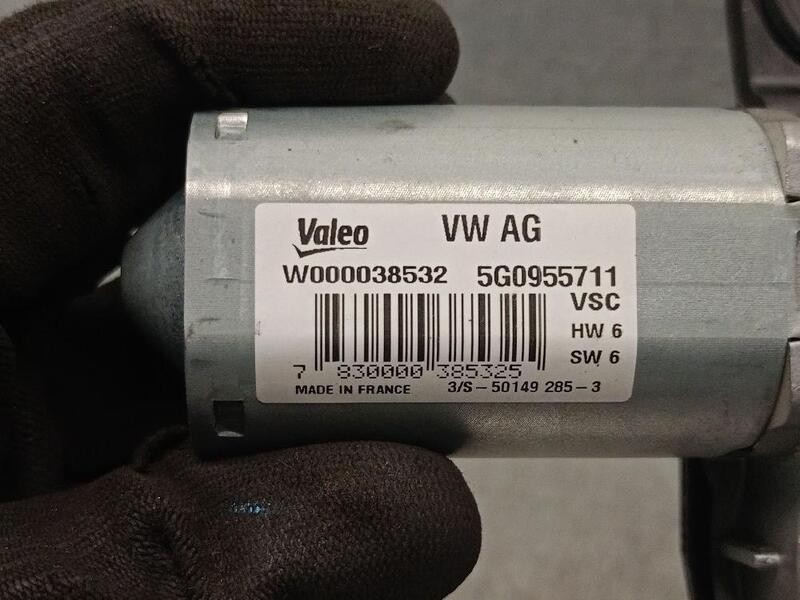 Valeo VW AG
W000038532 5G0955711
VSC
HW 6
SW 6
7 830000 385325
MADE IN FRANCE 3/S-50149 285-3